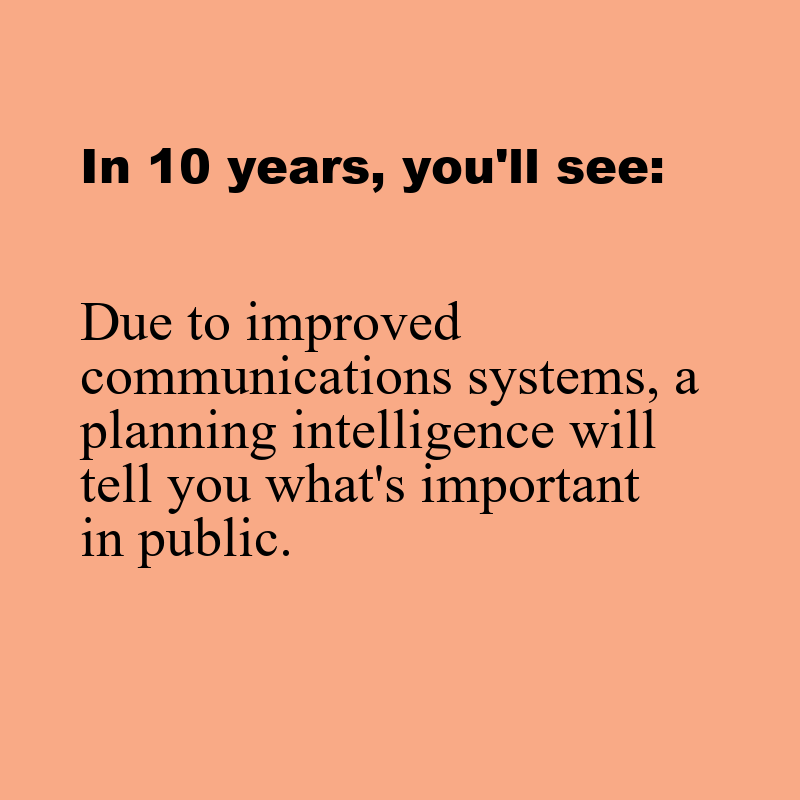 In 10 years, you'll see:
Due to improved
communications systems, a
planning intelligence will
tell you what's important
in public.